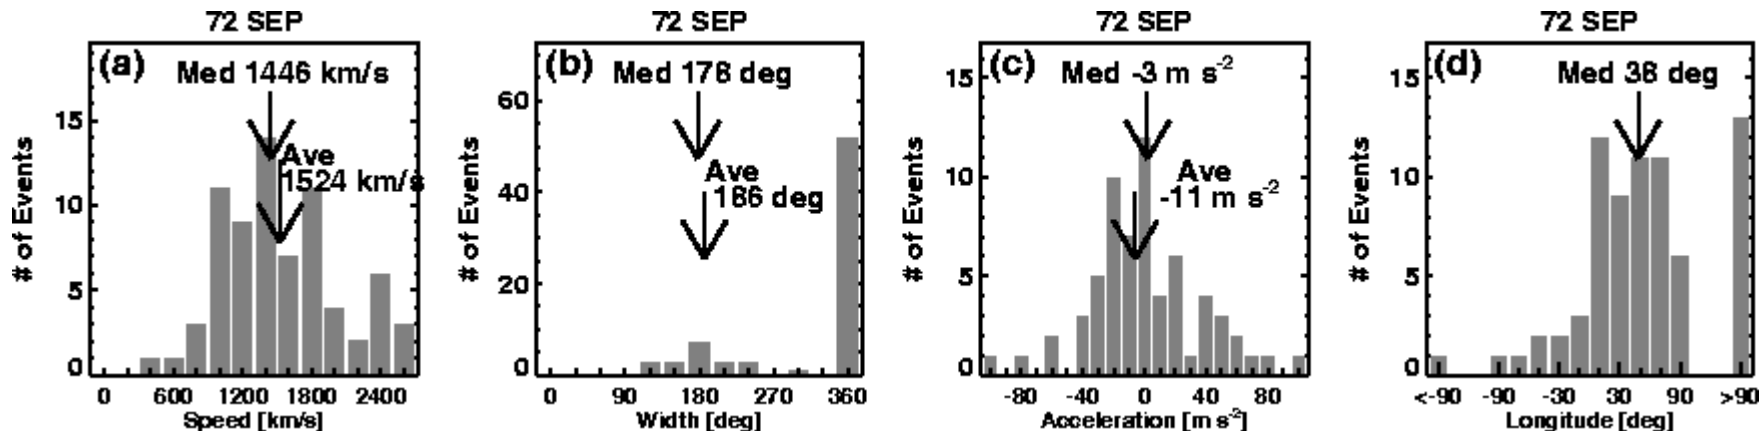 72 SEP
(a)
Med 1446 km/s
Ave
1524 km/s
# of Events
15
10
5
0
0 600 1200 1800 2400
Speed [km/s]
72 SEP
(b)
Med 178 deg
Ave
186 deg
# of Events
60
40
20
0
0 90 180 270 360
Width [deg]
72 SEP
(c)
Med -3 m s⁻²
Ave
-11 m s⁻²
# of Events
15
10
5
0
-80 -40 0 40 80
Acceleration [m s⁻²]
72 SEP
(d)
Med 38 deg
# of Events
15
10
5
0
<-90 -90 -30 30 90 >90
Longitude [deg]